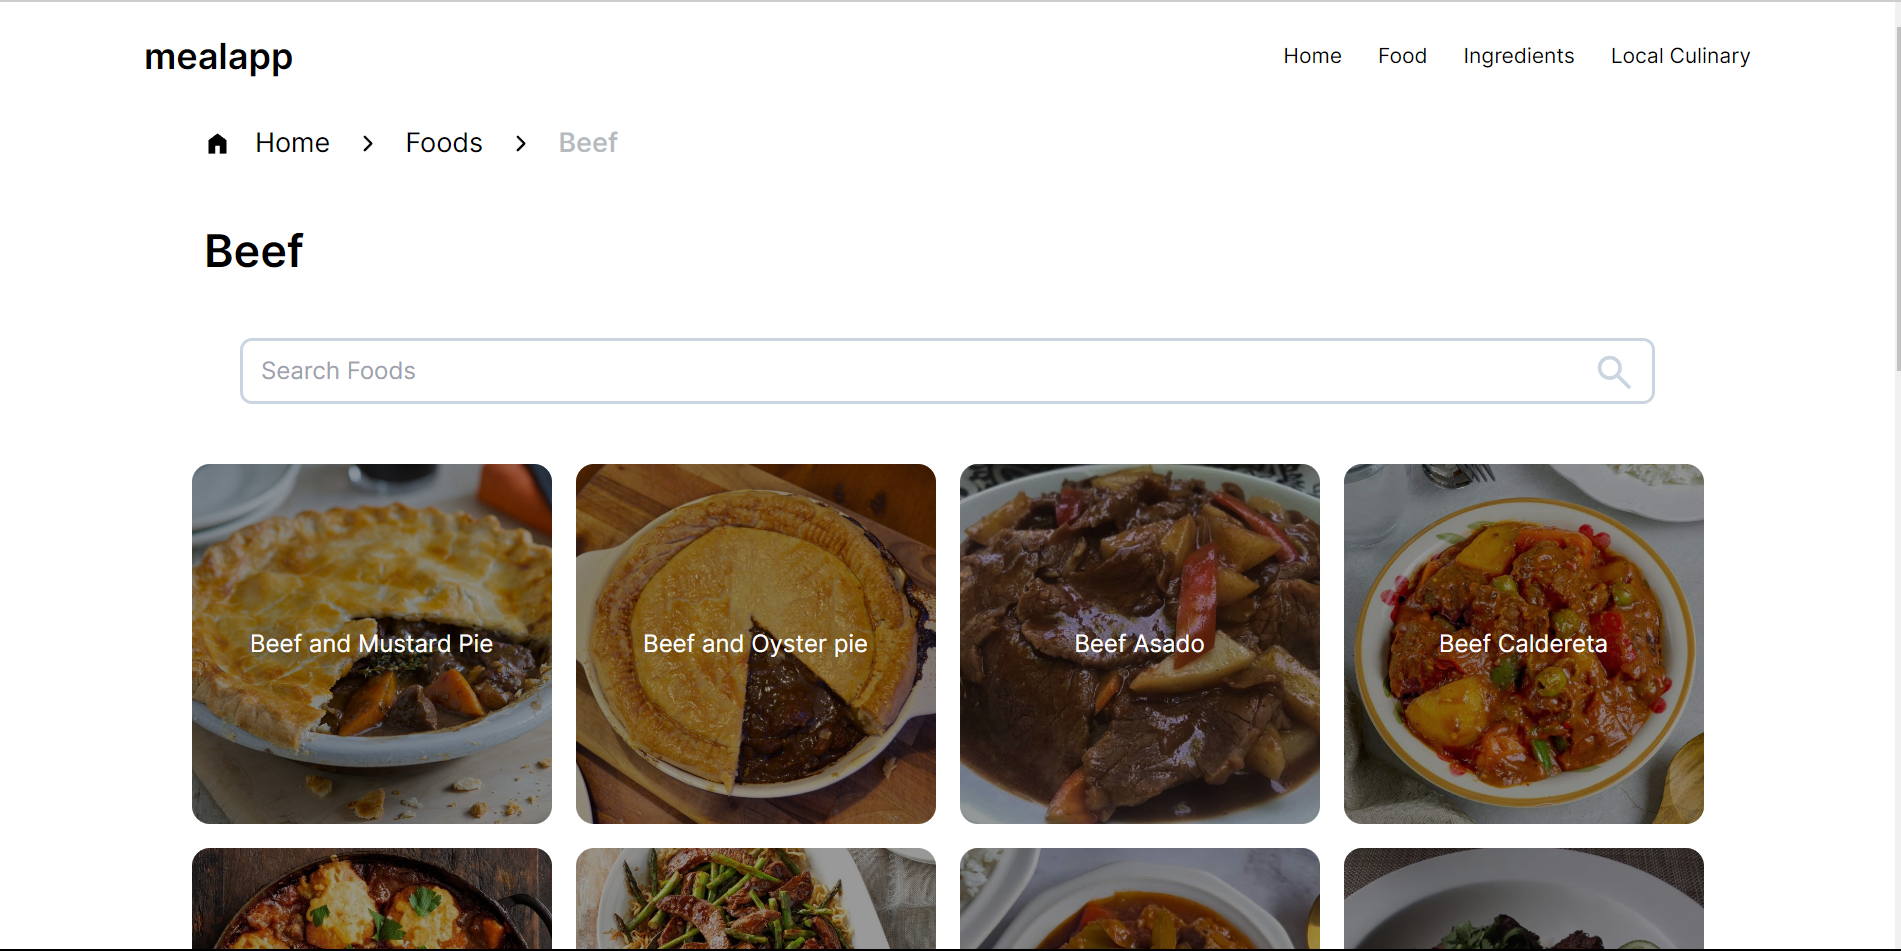 mealapp
Home Food Ingredients Local Culinary
Home > Foods > Beef
Beef
Search Foods
Beef and Mustard Pie
Beef and Oyster pie
Beef Asado
Beef Caldereta